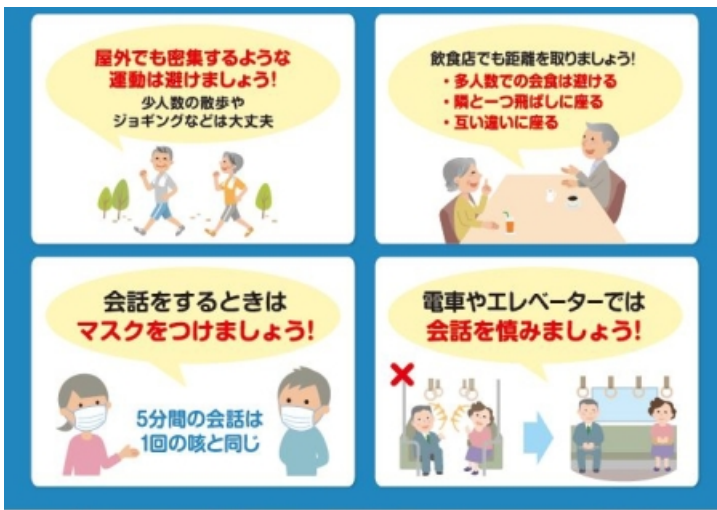 屋外でも密集するような
運動は避けましょう!
少人数の散歩や
ジョギングなどは大丈夫
飲食店でも距離を取りましょう!
・多人数での会食は避ける
・隣と一つ飛ばしに座る
・互い違いに座る
会話をするときは
マスクをつけましょう!
5分間の会話は
1回の咳と同じ
電車やエレベーターでは
会話を慎みましょう!